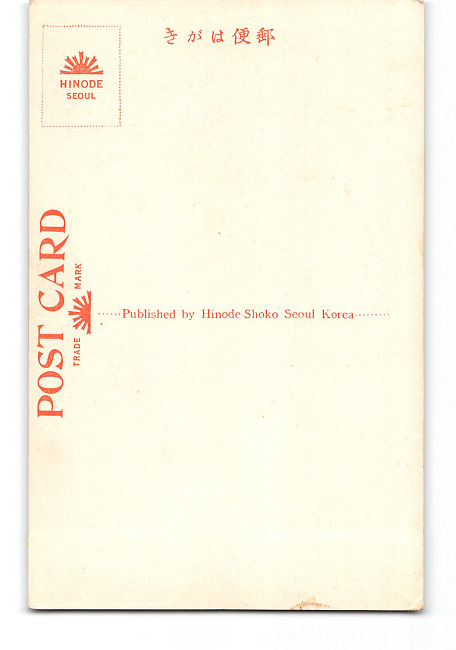 きがは便郵
HINODE
SEOUL
POST CARD
TRADE MARK
Published by Hinode-Shoko Seoul Korea